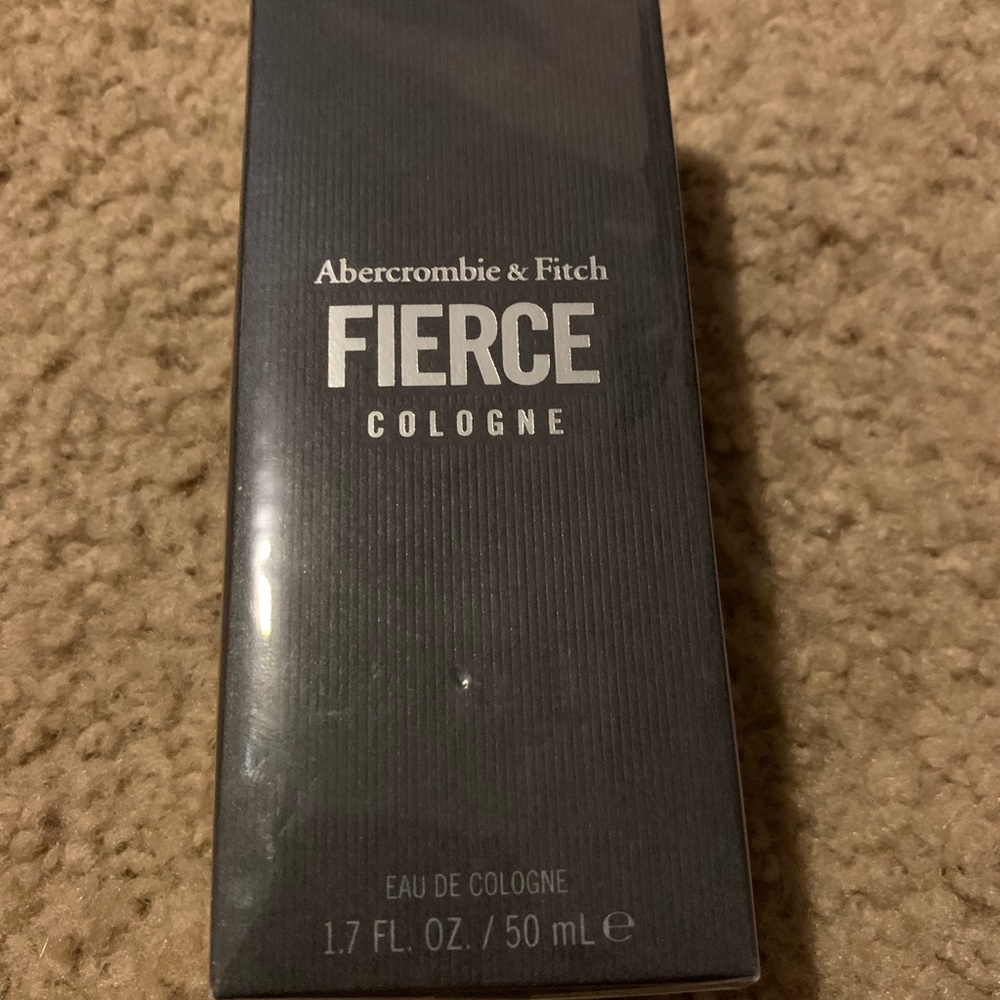 Abercrombie & Fitch
FIERCE
COLOGNE
EAU DE COLOGNE
1.7 FL. OZ. / 50 mL ℮